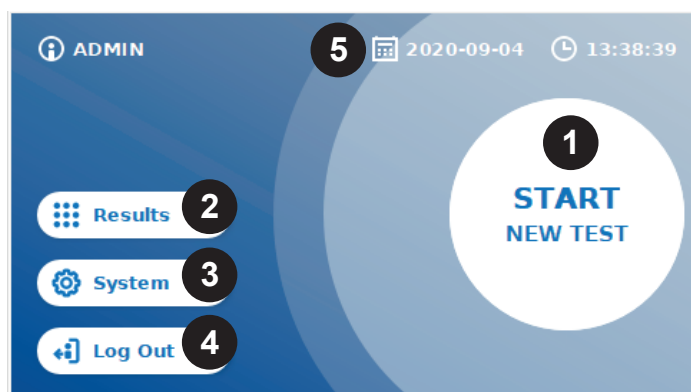 ADMIN 5 2020-09-04 13:38:39
1
START
NEW TEST
Results 2
System 3
Log Out 4